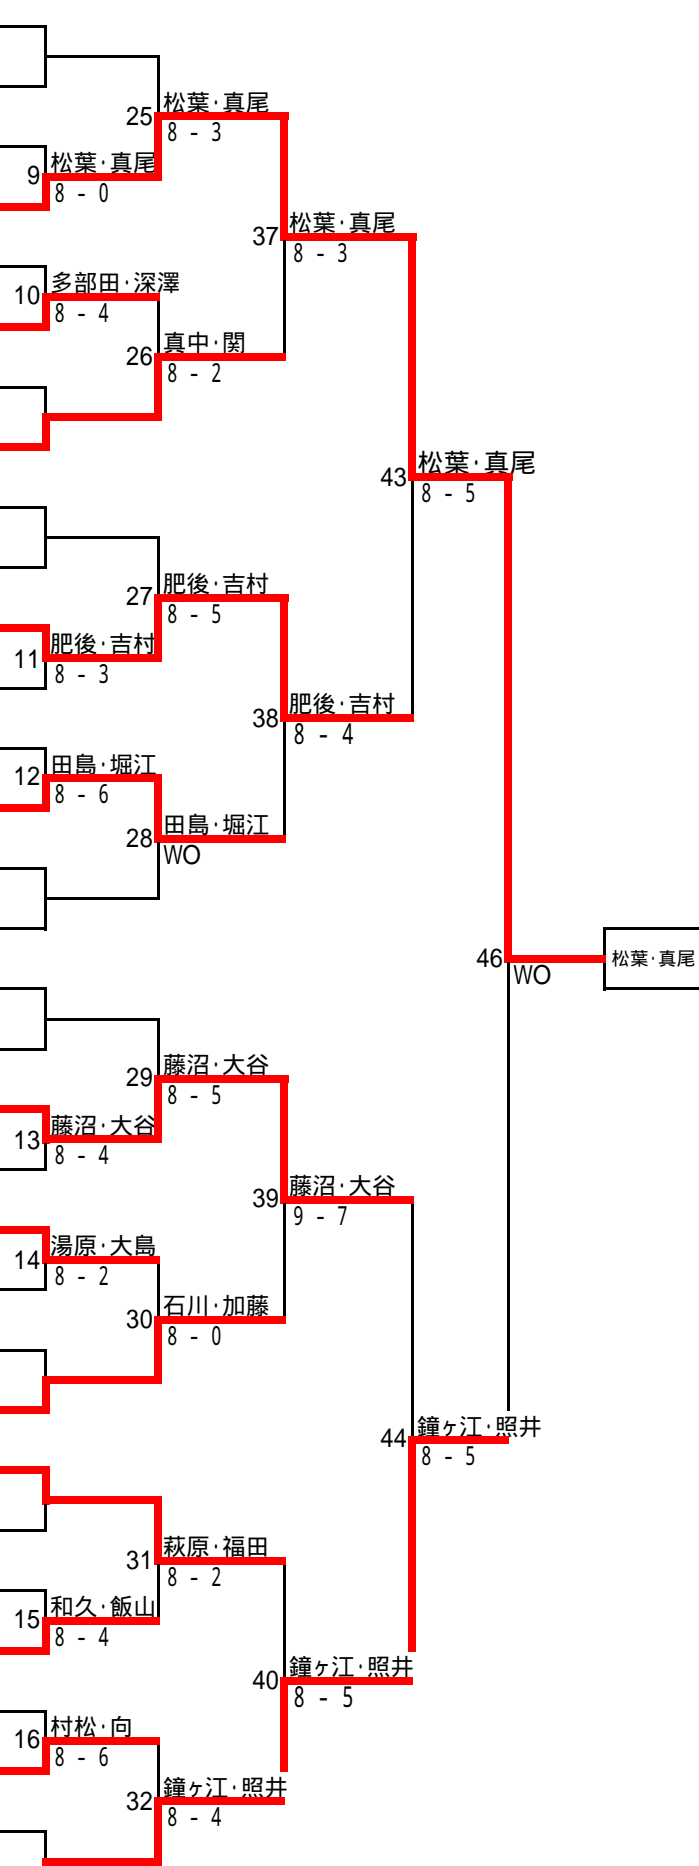 松葉・真尾
25
8 - 3
9
松葉・真尾
8 - 0
37
松葉・真尾
8 - 3
10
多部田・深澤
8 - 4
26
真中・関
8 - 2
43
松葉・真尾
8 - 5
27
肥後・吉村
8 - 5
11
肥後・吉村
8 - 3
38
肥後・吉村
8 - 4
12
田島・堀江
8 - 6
28
田島・堀江
WO
46
WO
松葉・真尾
29
藤沼・大谷
8 - 5
13
藤沼・大谷
8 - 4
39
藤沼・大谷
9 - 7
14
湯原・大島
8 - 2
30
石川・加藤
8 - 0
44
鐘ヶ江・照井
8 - 5
31
萩原・福田
8 - 2
15
和久・飯山
8 - 4
40
鐘ヶ江・照井
8 - 5
16
村松・向
8 - 6
32
鐘ヶ江・照井
8 - 4